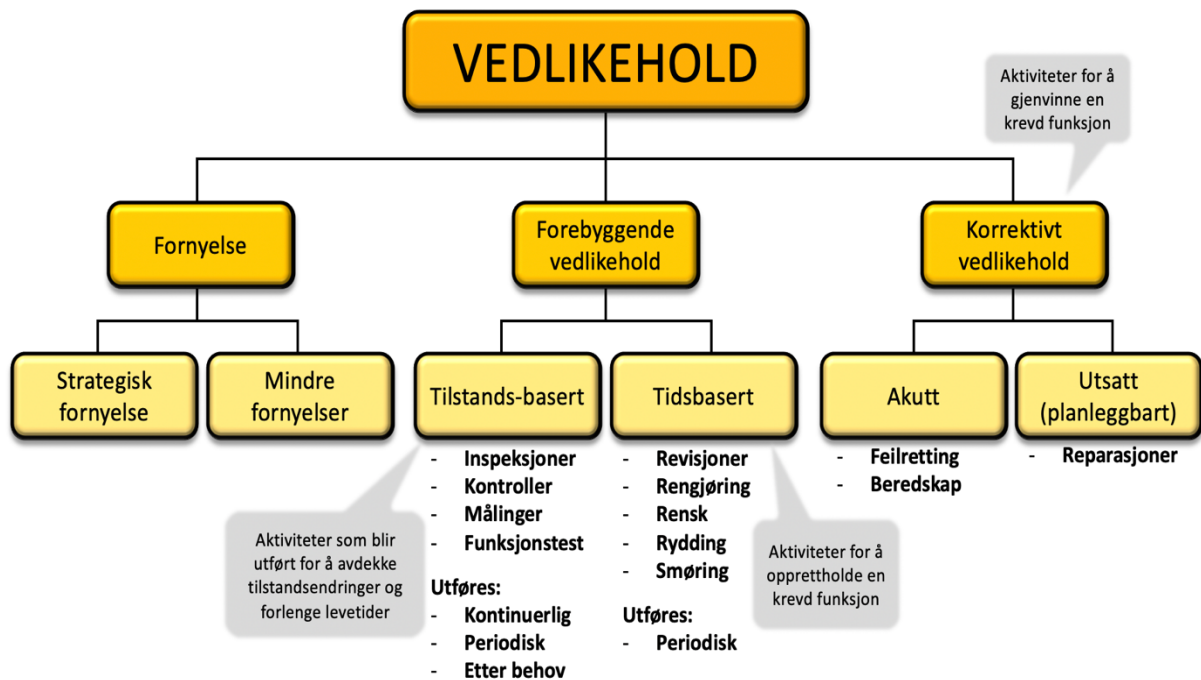 VEDLIKEHOLD
Aktiviteter for å
gjenvinne en
krevd funksjon
Fornyelse
Forebyggende
vedlikehold
Korrektivt
vedlikehold
Strategisk
fornyelse
Mindre
fornyelser
Tilstands-basert
Tidsbasert
Akutt
Utsatt
(planleggbart)
- Inspeksjoner
- Kontroller
- Målinger
- Funksjonstest
Utføres:
- Kontinuerlig
- Periodisk
- Etter behov
- Revisjoner
- Rengjøring
- Rensk
- Rydding
- Smøring
Utføres:
- Periodisk
- Feilretting
- Beredskap
- Reparasjoner
Aktiviteter som blir
utført for å avdekke
tilstandsendringer og
forlenge levetider
Aktiviteter for å
opprettholde en
krevd funksjon